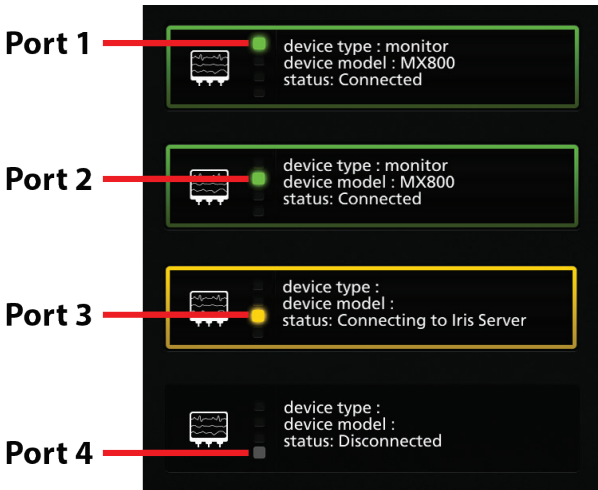 Port 1
device type : monitor
device model : MX800
status: Connected
Port 2
device type : monitor
device model : MX800
status: Connected
Port 3
device type :
device model :
status: Connecting to Iris Server
Port 4
device type :
device model :
status: Disconnected